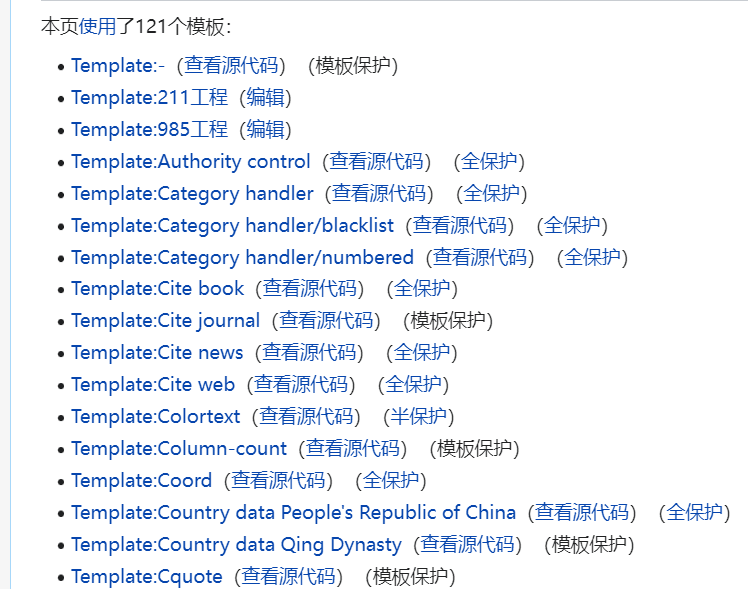 本页使用了121个模板：
Template:-（查看源代码）（模板保护）
Template:211工程（编辑）
Template:985工程（编辑）
Template:Authority control（查看源代码）（全保护）
Template:Category handler（查看源代码）（全保护）
Template:Category handler/blacklist（查看源代码）（全保护）
Template:Category handler/numbered（查看源代码）（全保护）
Template:Cite book（查看源代码）（全保护）
Template:Cite journal（查看源代码）（模板保护）
Template:Cite news（查看源代码）（全保护）
Template:Cite web（查看源代码）（全保护）
Template:Colortext（查看源代码）（半保护）
Template:Column-count（查看源代码）（模板保护）
Template:Coord（查看源代码）（全保护）
Template:Country data People's Republic of China（查看源代码）（全保护）
Template:Country data Qing Dynasty（查看源代码）（模板保护）
Template:Cquote（查看源代码）（模板保护）